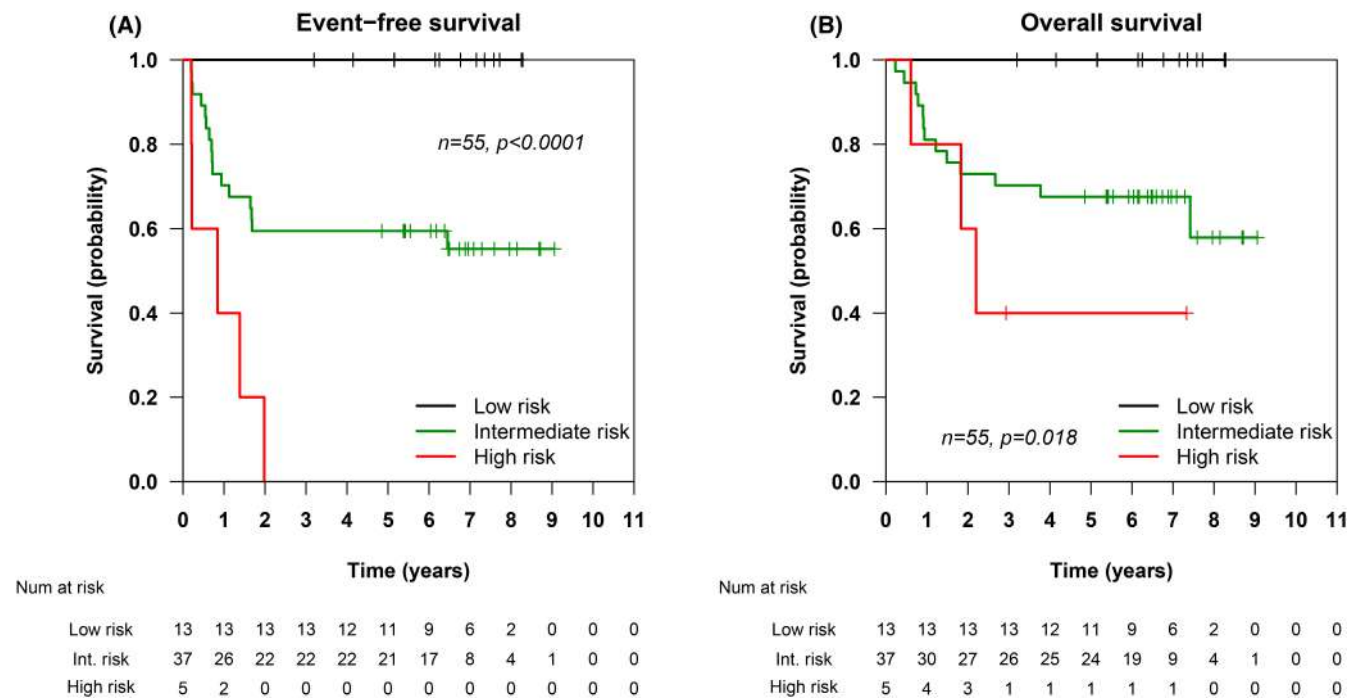 (A) Event−free survival
Survival (probability)
1.0
0.8
0.6
0.4
0.2
0.0
n=55, p<0.0001
Low risk
Intermediate risk
High risk
0 1 2 3 4 5 6 7 8 9 10 11
Time (years)
Num at risk
Low risk 13 13 13 13 12 11 9 6 2 0 0 0
Int. risk 37 26 22 22 22 21 17 8 4 1 0 0
High risk 5 2 0 0 0 0 0 0 0 0 0 0
(B) Overall survival
Survival (probability)
1.0
0.8
0.6
0.4
0.2
0.0
Low risk
Intermediate risk
High risk
n=55, p=0.018
0 1 2 3 4 5 6 7 8 9 10 11
Time (years)
Num at risk
Low risk 13 13 13 13 12 11 9 6 2 0 0 0
Int. risk 37 30 27 26 25 24 19 9 4 1 0 0
High risk 5 4 3 1 1 1 1 1 0 0 0 0